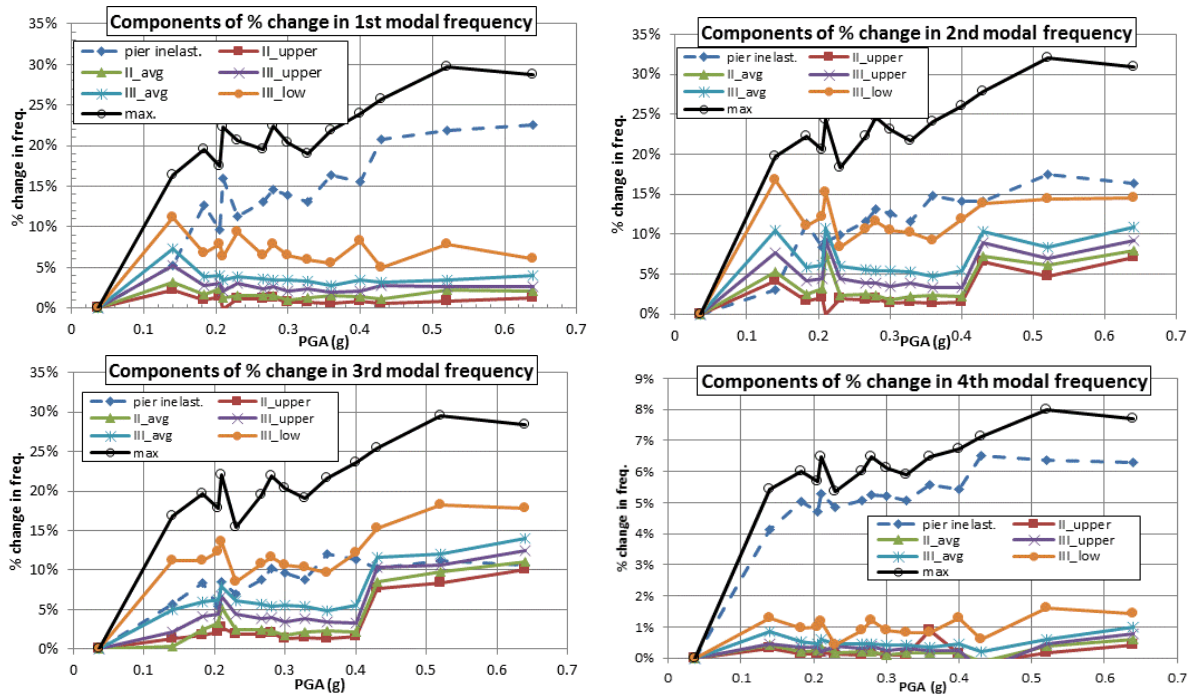 Components of % change in 1st modal frequency
35%
30%
25%
20%
15%
10%
5%
0%
% change in freq.
pier inelast. II_upper
II_avg III_upper
III_avg III_low
max.
0 0.1 0.2 0.3 0.4 0.5 0.6 0.7
PGA (g)
Components of % change in 2nd modal frequency
35%
30%
25%
20%
15%
10%
5%
0%
% change in freq.
pier inelast. II_upper
II_avg III_upper
III_avg III_low
max
0 0.1 0.2 0.3 0.4 0.5 0.6 0.7
PGA (g)
Components of % change in 3rd modal frequency
35%
30%
25%
20%
15%
10%
5%
0%
% change in freq.
pier inelast. II_upper
II_avg III_upper
III_avg III_low
max
0 0.1 0.2 0.3 0.4 0.5 0.6 0.7
PGA (g)
Components of % change in 4th modal frequency
9%
8%
7%
6%
5%
4%
3%
2%
1%
0%
% change in freq.
pier inelast. II_upper
II_avg III_upper
III_avg III_low
max
0 0.1 0.2 0.3 0.4 0.5 0.6 0.7
PGA (g)